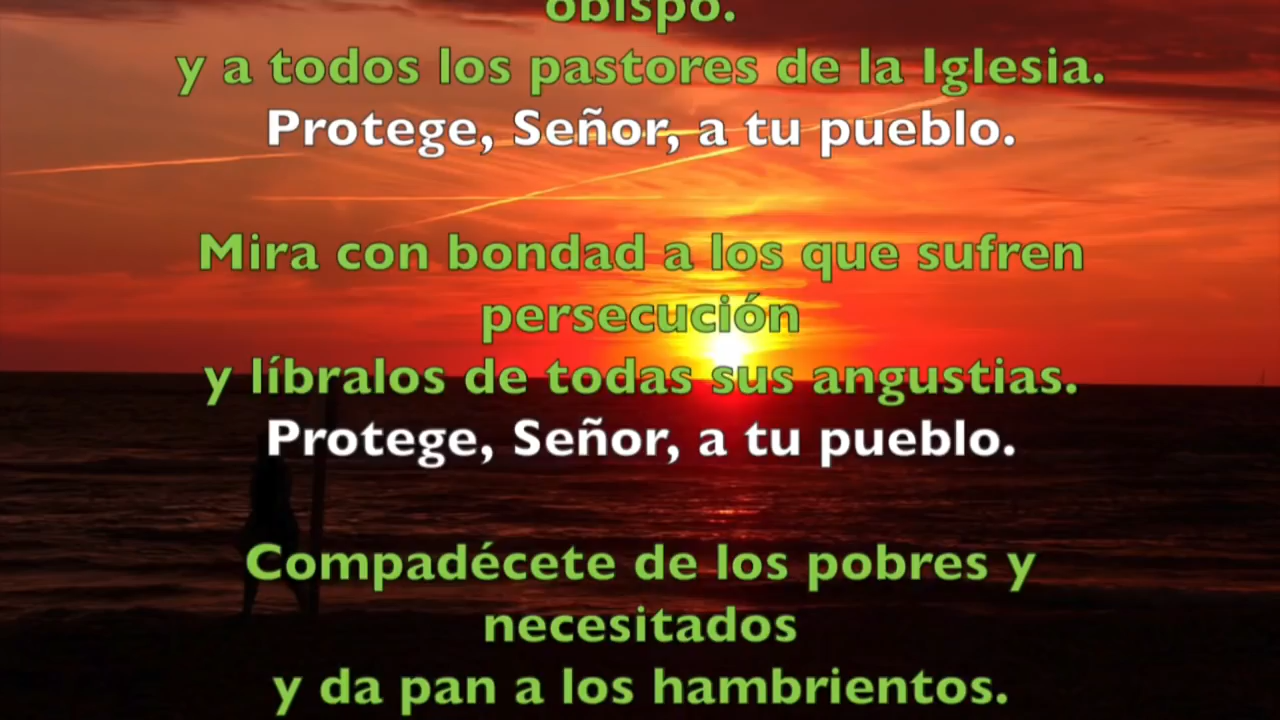 obispo.
y a todos los pastores de la Iglesia.
Protege, Señor, a tu pueblo.
Mira con bondad a los que sufren
persecución
y líbralos de todas sus angustias.
Protege, Señor, a tu pueblo.
Compadécete de los pobres y
necesitados
y da pan a los hambrientos.